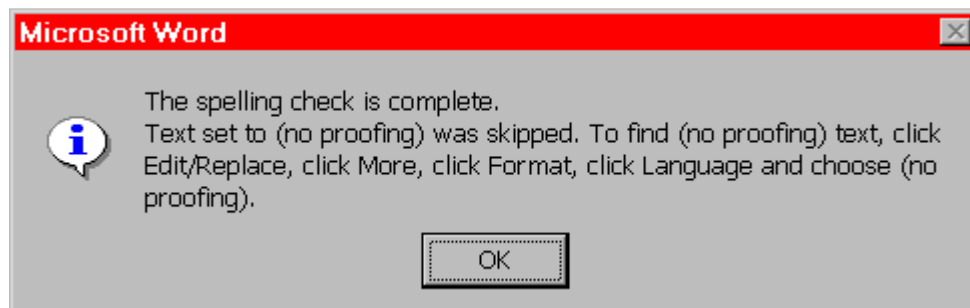 Microsoft Word
The spelling check is complete.
Text set to (no proofing) was skipped. To find (no proofing) text, click
Edit/Replace, click More, click Format, click Language and choose (no
proofing).
OK